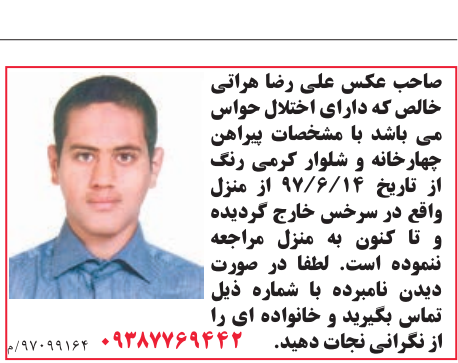 صاحب عکس علی رضا هراتی
خالص که دارای اختلال حواس
می باشد با مشخصات پیراهن
چهارخانه و شلوار کرمی رنگ
از تاریخ ۹۷/۶/۱۴ از منزل
واقع در سرخس خارج گردیده
و تا کنون به منزل مراجعه
ننموده است. لطفا در صورت
دیدن نامبرده با شماره ذیل
تماس بگیرید و خانواده ای را
از نگرانی نجات دهید. ۰۹۳۸۷۷۶۹۴۴۲
۹۷۰۹۹۱۶۴/م